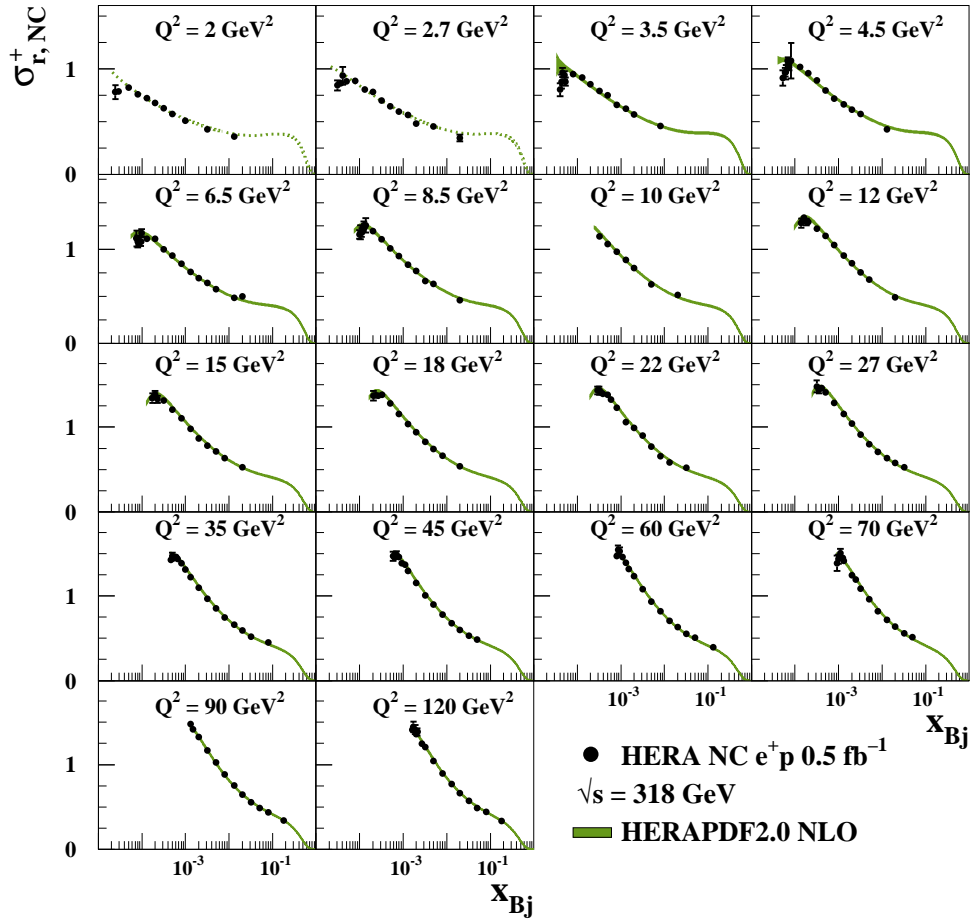 σ⁺r, NC
Q² = 2 GeV²
Q² = 2.7 GeV²
Q² = 3.5 GeV²
Q² = 4.5 GeV²
1
0
Q² = 6.5 GeV²
Q² = 8.5 GeV²
Q² = 10 GeV²
Q² = 12 GeV²
1
0
Q² = 15 GeV²
Q² = 18 GeV²
Q² = 22 GeV²
Q² = 27 GeV²
1
0
Q² = 35 GeV²
Q² = 45 GeV²
Q² = 60 GeV²
Q² = 70 GeV²
1
0
10⁻³ 10⁻¹ 10⁻³ 10⁻¹
xBj
Q² = 90 GeV²
Q² = 120 GeV²
1
0
10⁻³ 10⁻¹ 10⁻³ 10⁻¹
xBj
HERA NC e⁺p 0.5 fb⁻¹
√s = 318 GeV
HERAPDF2.0 NLO